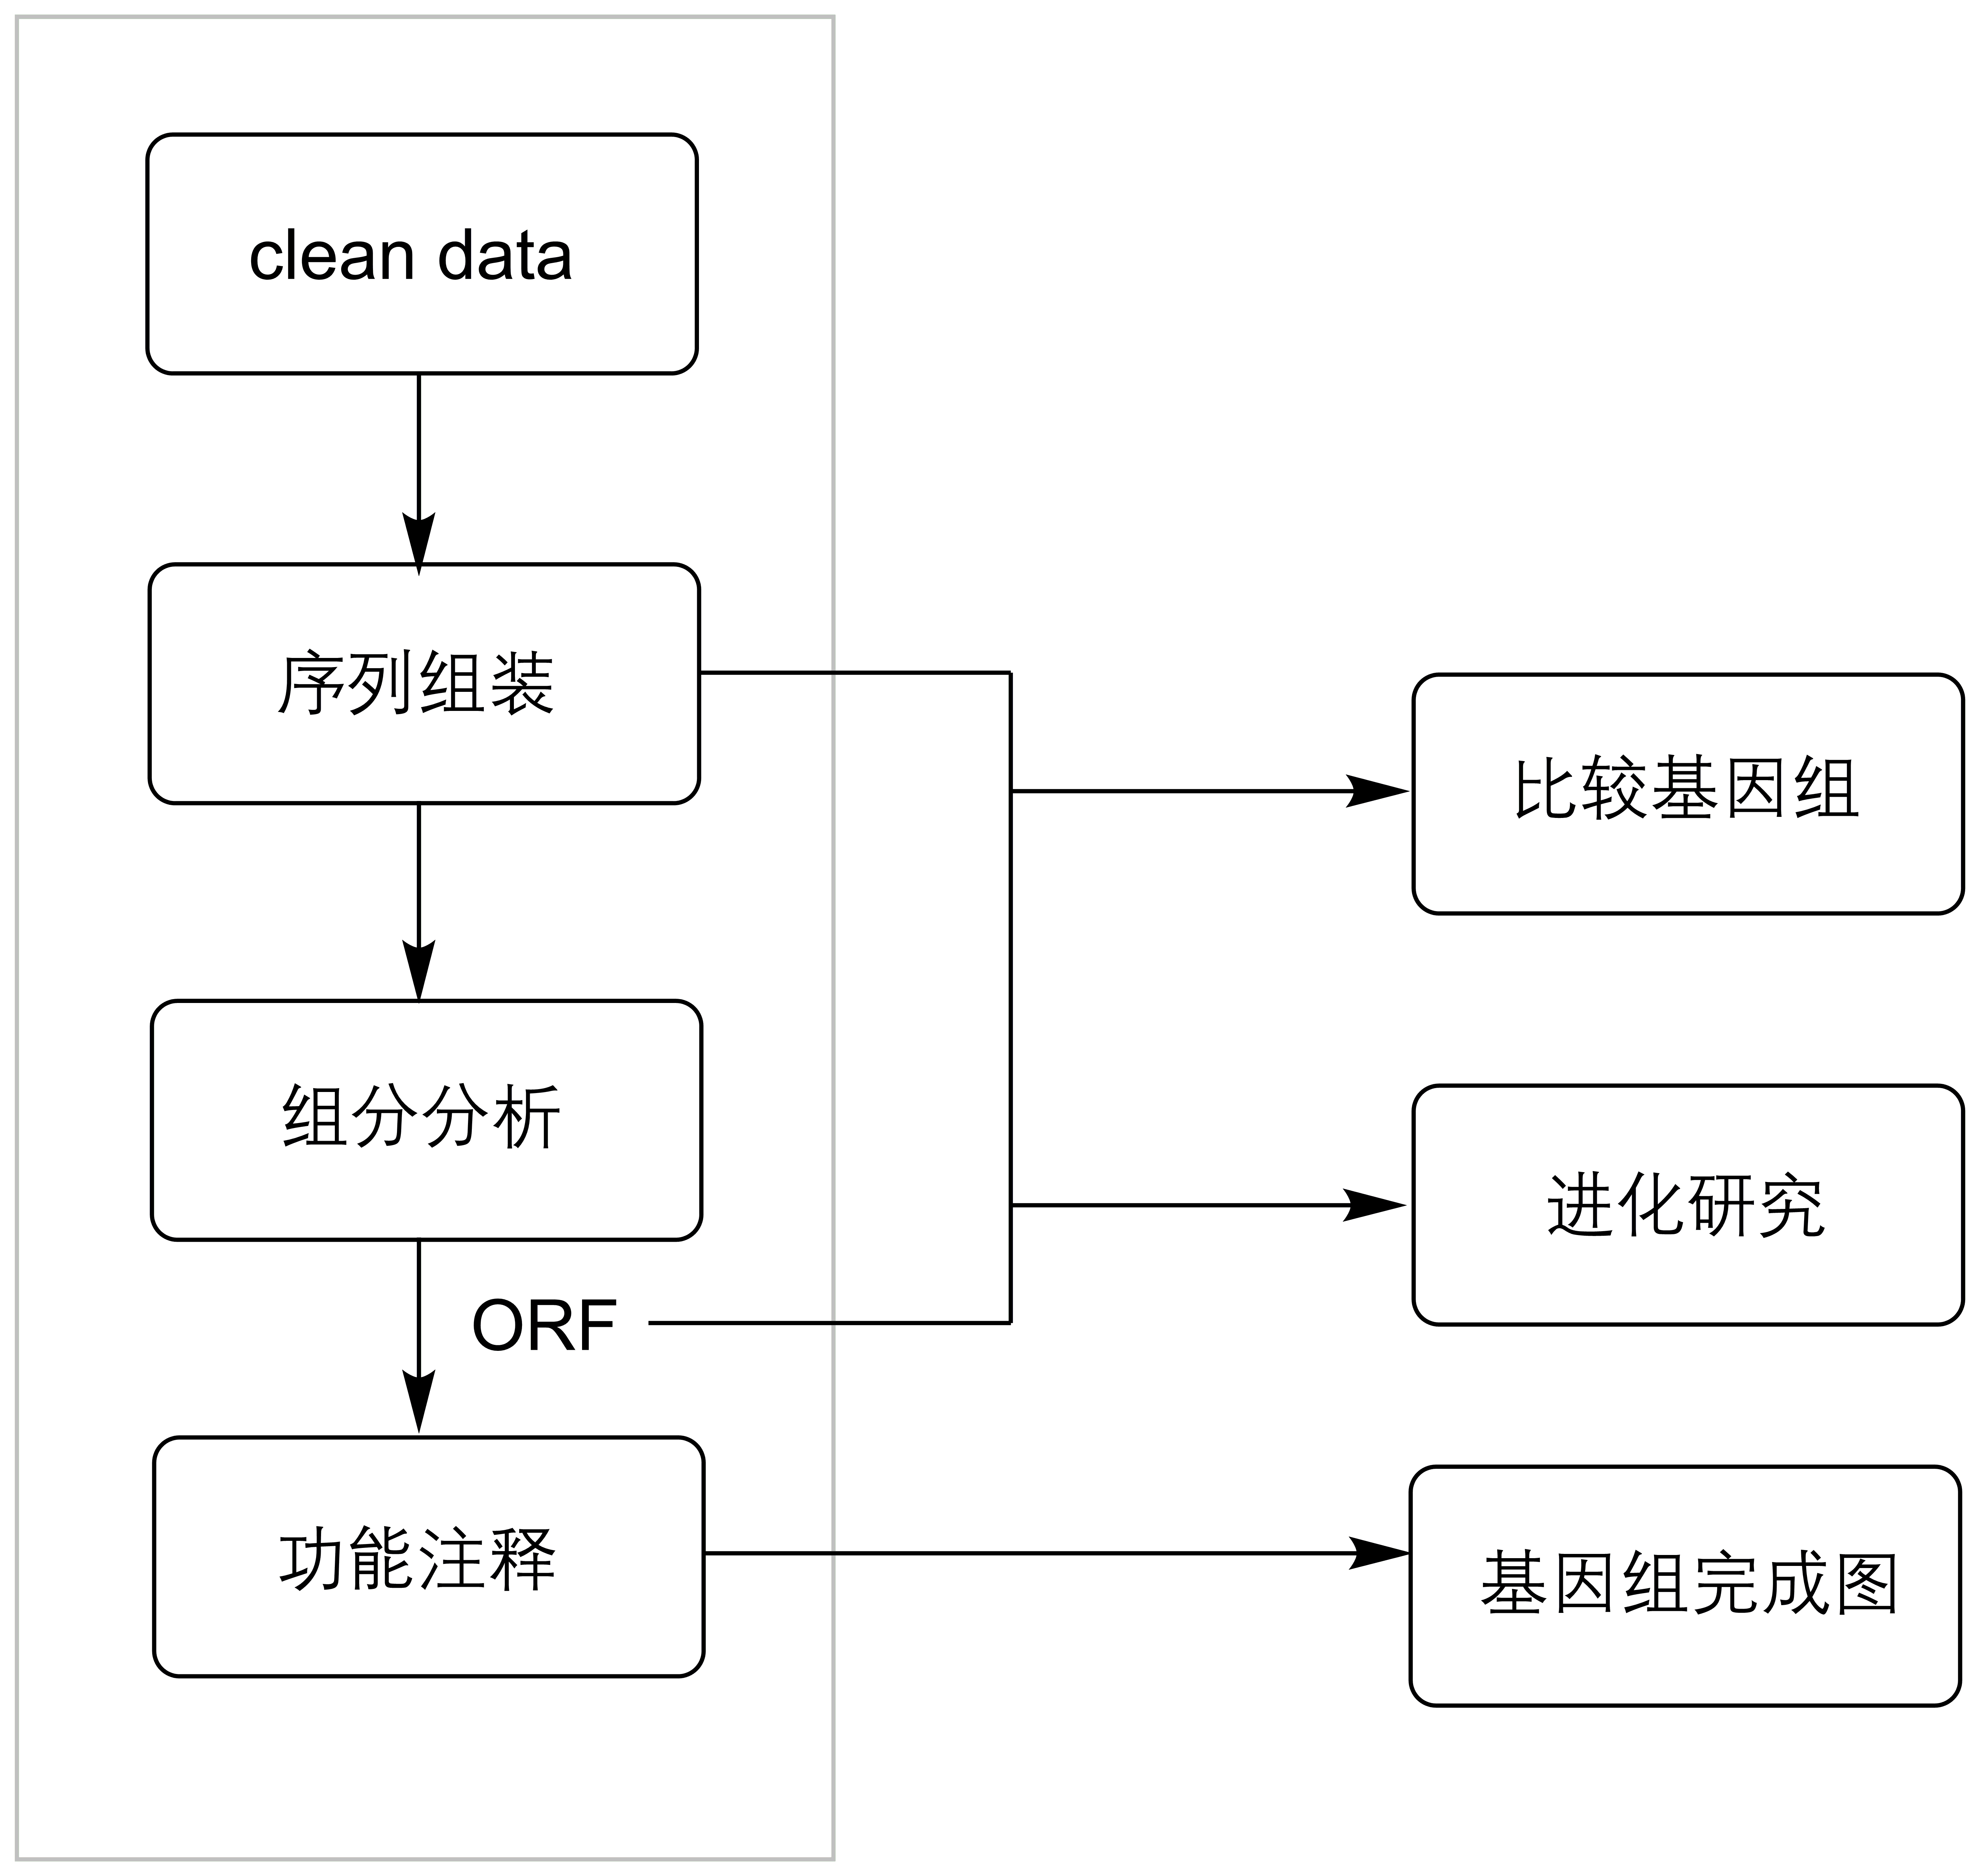 clean data
序列组装
组分分析
ORF
功能注释
比较基因组
进化研究
基因组完成图